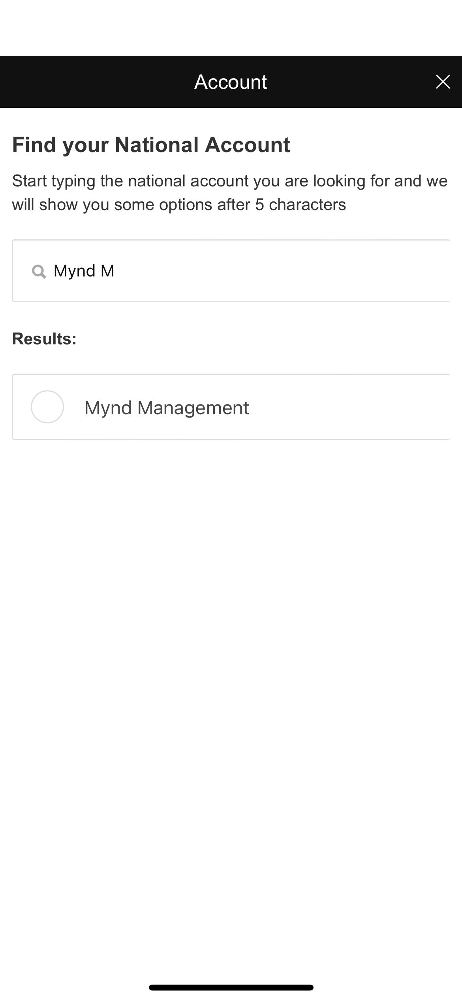 Account
Find your National Account
Start typing the national account you are looking for and we
will show you some options after 5 characters
Mynd M
Results:
Mynd Management